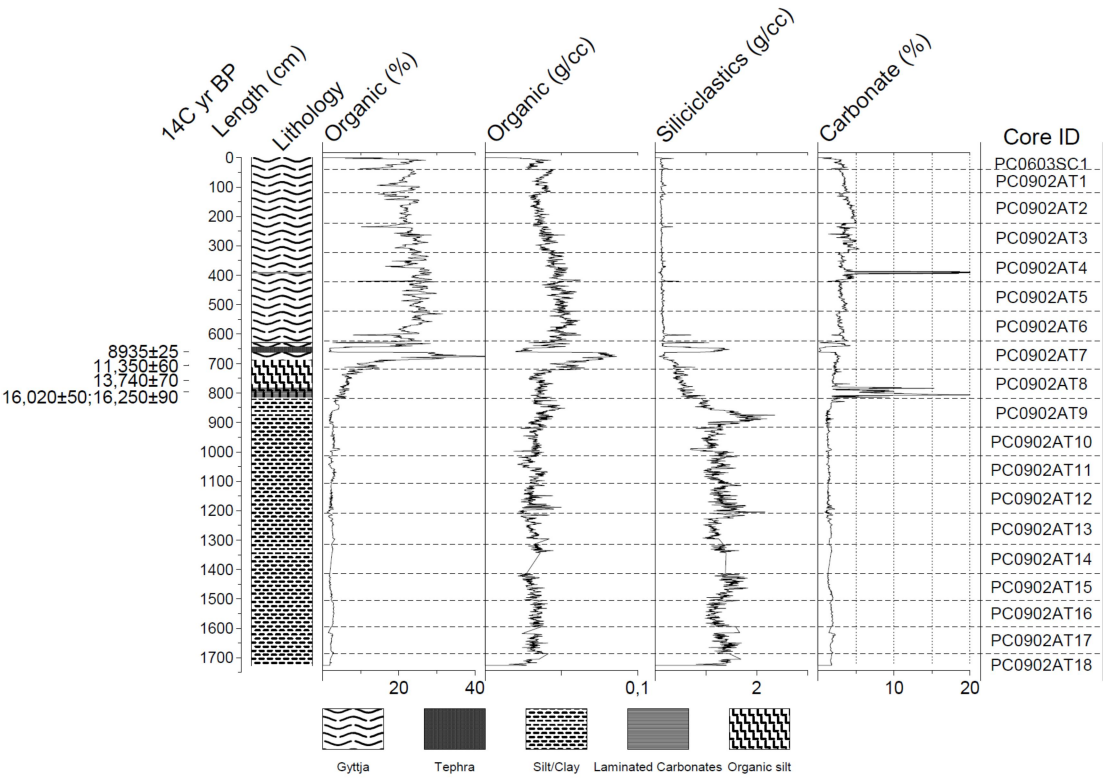 14C yr BP
Length (cm)
Lithology
Organic (%)
Organic (g/cc)
Siliciclastics (g/cc)
Carbonate (%)
Core ID
0
100
200
300
400
500
600
700
800
900
1000
1100
1200
1300
1400
1500
1600
1700
8935±25
11,350±60
13,740±70
16,020±50;16,250±90
PC0603SC1
PC0902AT1
PC0902AT2
PC0902AT3
PC0902AT4
PC0902AT5
PC0902AT6
PC0902AT7
PC0902AT8
PC0902AT9
PC0902AT10
PC0902AT11
PC0902AT12
PC0902AT13
PC0902AT14
PC0902AT15
PC0902AT16
PC0902AT17
PC0902AT18
20 40 0,1 2 10 20
Gyttja Tephra Silt/Clay Laminated Carbonates Organic silt